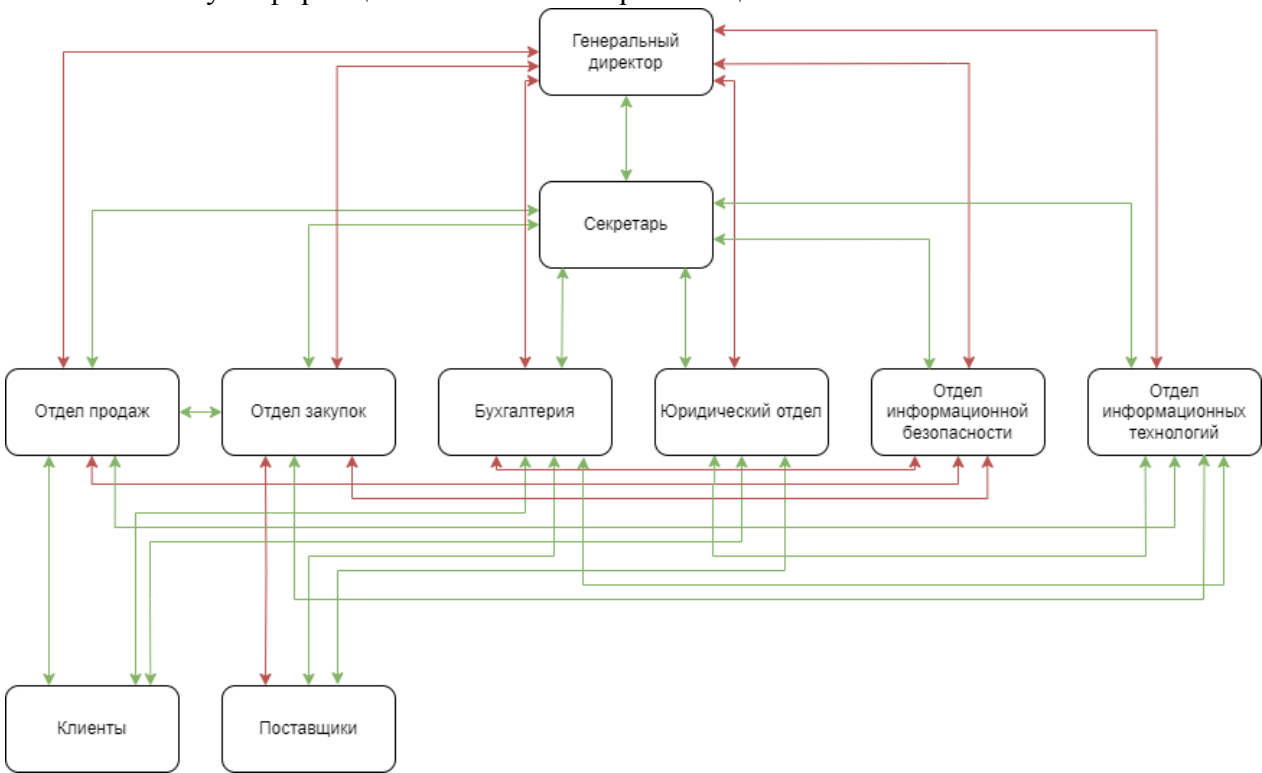 Генеральный
директор
Секретарь
Отдел продаж
Отдел закупок
Бухгалтерия
Юридический отдел
Отдел
информационной
безопасности
Отдел
информационных
технологий
Клиенты
Поставщики